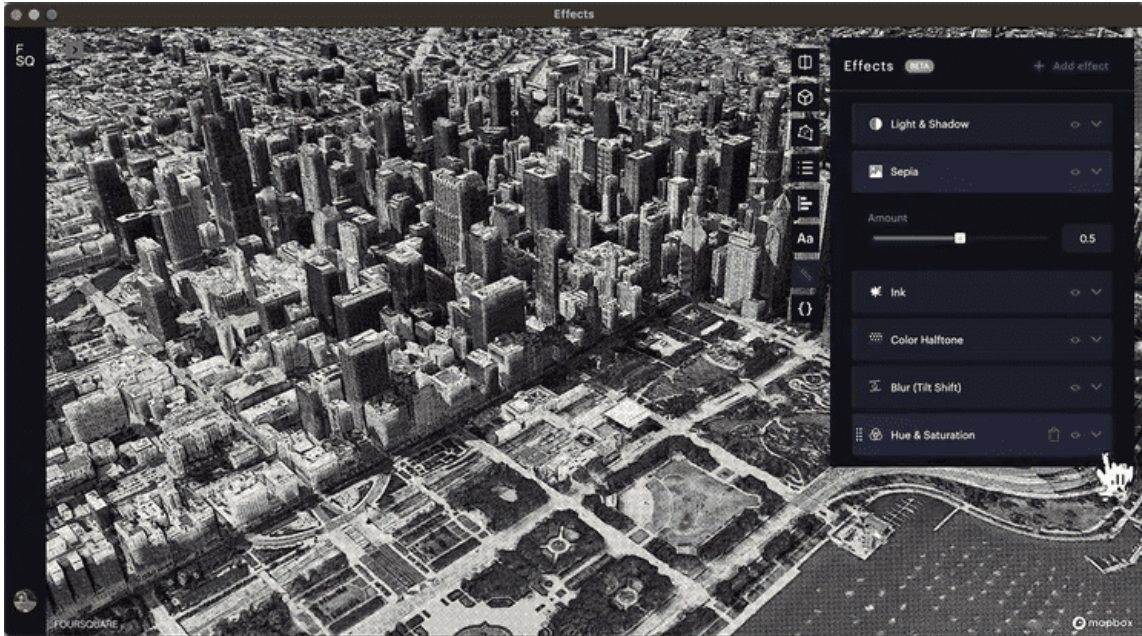 Effects
F
SQ
Effects BETA + Add effect
Light & Shadow
Sepia
Amount
0.5
Aa
Ink
{}
Color Halftone
Blur (Tilt Shift)
Hue & Saturation
FOURSQUARE
mapbox